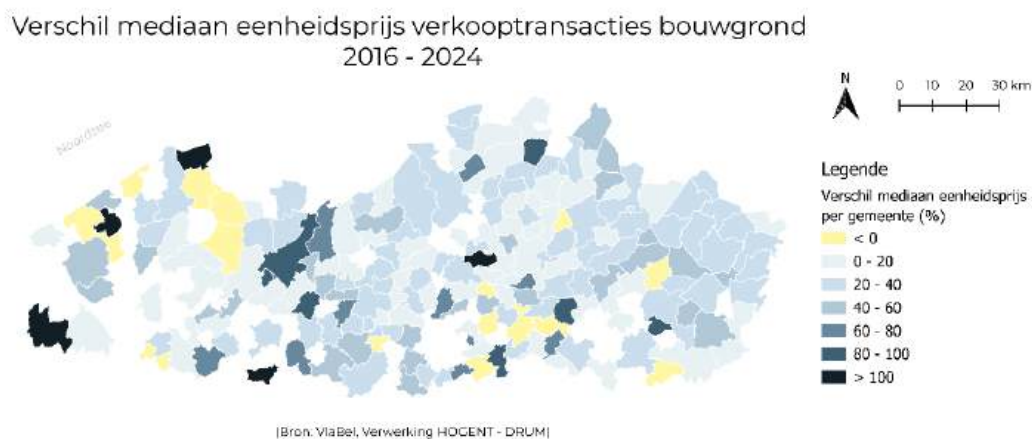 Verschil mediaan eenheidsprijs verkooptransacties bouwgrond
2016 - 2024
N
0 10 20 30 km
Noordzee
Legende
Verschil mediaan eenheidsprijs
per gemeente (%)
< 0
0 - 20
20 - 40
40 - 60
60 - 80
80 - 100
> 100
(Bron: VlaBel, Verwerking HOGENT - DRUM)